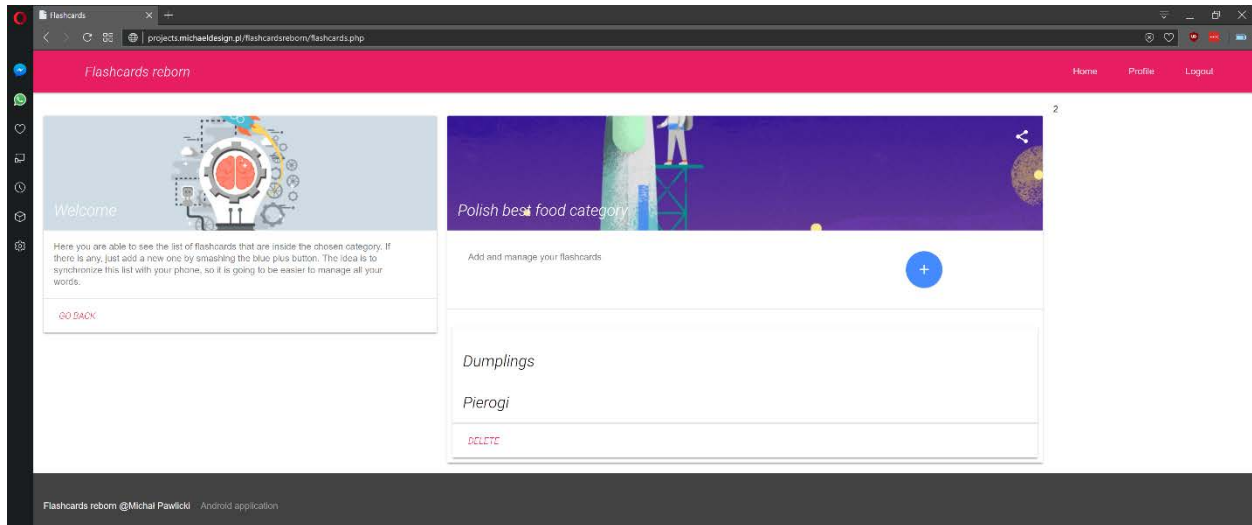 Flashcards
projects.michaeldesign.pl/flashcardsreborn/flashcards.php
Flashcards reborn
Home Profile Logout
2
Welcome
Here you are able to see the list of flashcards that are inside the chosen category. If
there is any, just add a new one by smashing the blue plus button. The idea is to
synchronize this list with your phone, so it is going to be easier to manage all your
words.
GO BACK
Polish best food category
Add and manage your flashcards
+
Dumplings
Pierogi
DELETE
Flashcards reborn @Michal Pawlicki Android application